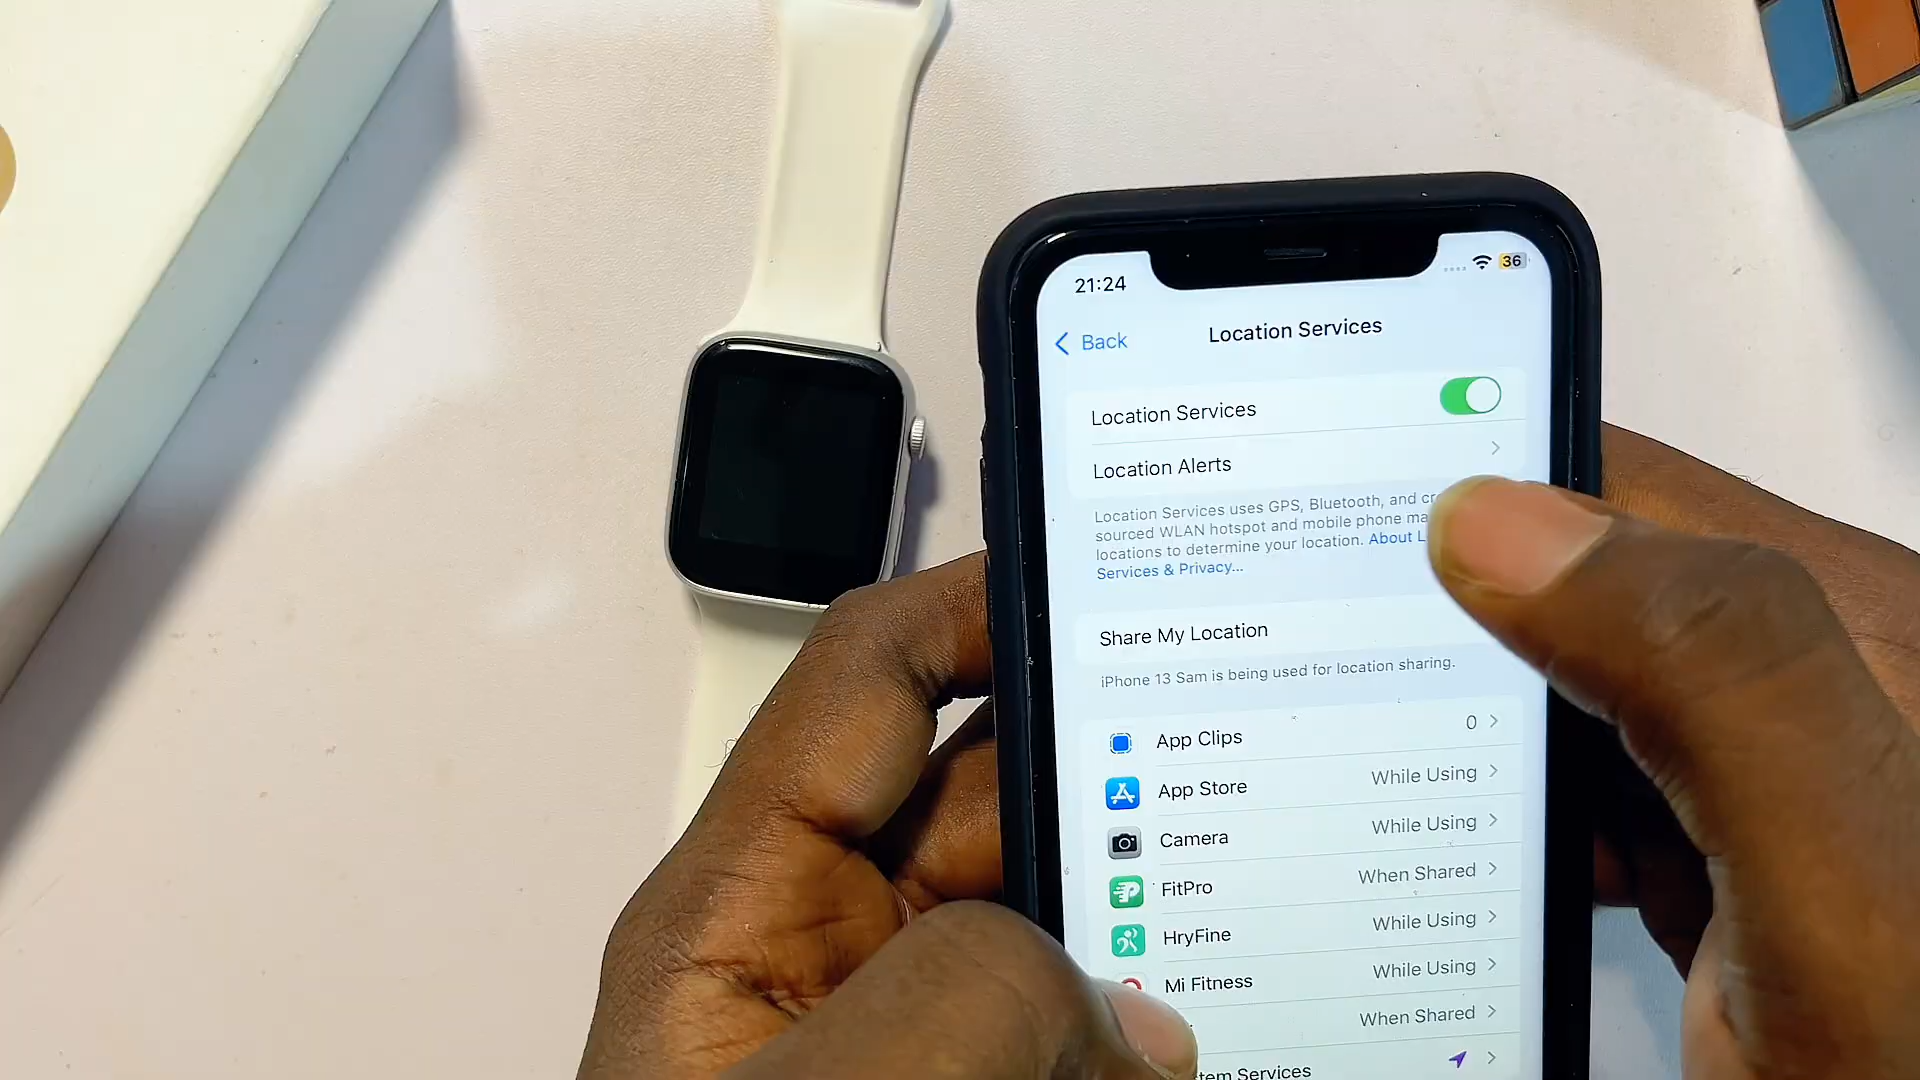 21:24
36
Back
Location Services
Location Services
Location Alerts
Location Services uses GPS, Bluetooth, and
sourced WLAN hotspot and mobile phone
locations to determine your location. About
Services & Privacy...
Share My Location
iPhone 13 Sam is being used for location sharing.
App Clips 0
App Store While Using
Camera While Using
FitPro When Shared
HryFine While Using
Mi Fitness While Using
When Shared
Services